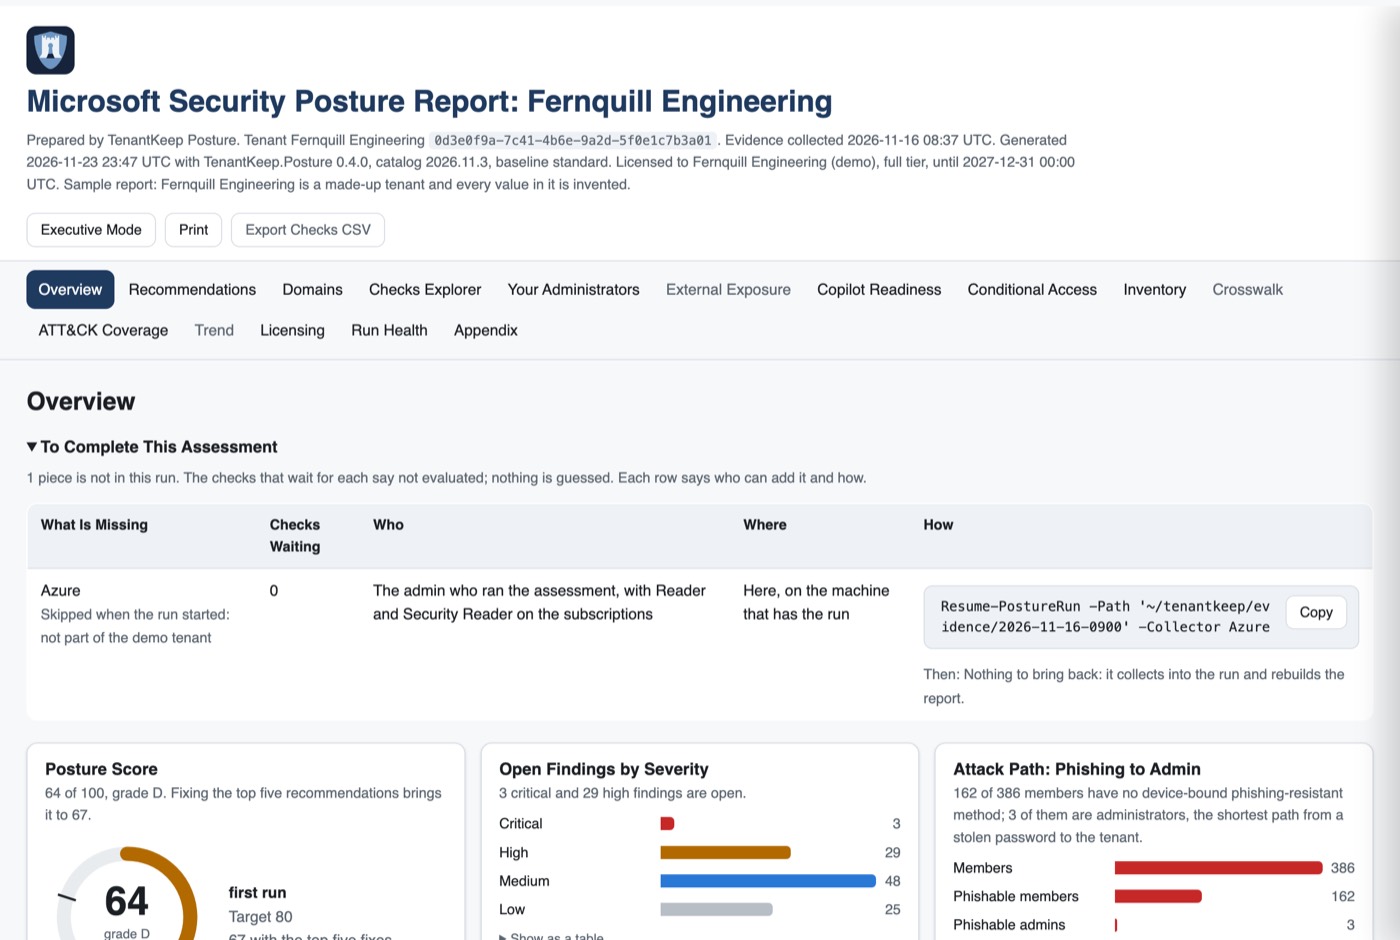 Microsoft Security Posture Report: Fernquill Engineering
Prepared by TenantKeep Posture. Tenant Fernquill Engineering 0d3e0f9a-7c41-4b6e-9a2d-5f0e1c7b3a01 . Evidence collected 2026-11-16 08:37 UTC. Generated
2026-11-23 23:47 UTC with TenantKeep.Posture 0.4.0, catalog 2026.11.3, baseline standard. Licensed to Fernquill Engineering (demo), full tier, until 2027-12-31 00:00
UTC. Sample report: Fernquill Engineering is a made-up tenant and every value in it is invented.
Executive Mode Print Export Checks CSV
Overview Recommendations Domains Checks Explorer Your Administrators External Exposure Copilot Readiness Conditional Access Inventory Crosswalk
ATT&CK Coverage Trend Licensing Run Health Appendix
Overview
▼ To Complete This Assessment
1 piece is not in this run. The checks that wait for each say not evaluated; nothing is guessed. Each row says who can add it and how.
What Is Missing
Checks
Waiting
Who
Where
How
Azure
Skipped when the run started:
not part of the demo tenant
0
The admin who ran the assessment, with Reader
and Security Reader on the subscriptions
Here, on the machine
that has the run
Resume-PostureRun -Path '~/tenantkeep/ev
idence/2026-11-16-0900' -Collector Azure
Copy
Then: Nothing to bring back: it collects into the run and rebuilds the
report.
Posture Score
64 of 100, grade D. Fixing the top five recommendations brings
it to 67.
64
grade D
first run
Target 80
67 with the top five fixes
Open Findings by Severity
3 critical and 29 high findings are open.
Critical 3
High 29
Medium 48
Low 25
▶ Show as a table
Attack Path: Phishing to Admin
162 of 386 members have no device-bound phishing-resistant
method; 3 of them are administrators, the shortest path from a
stolen password to the tenant.
Members 386
Phishable members 162
Phishable admins 3